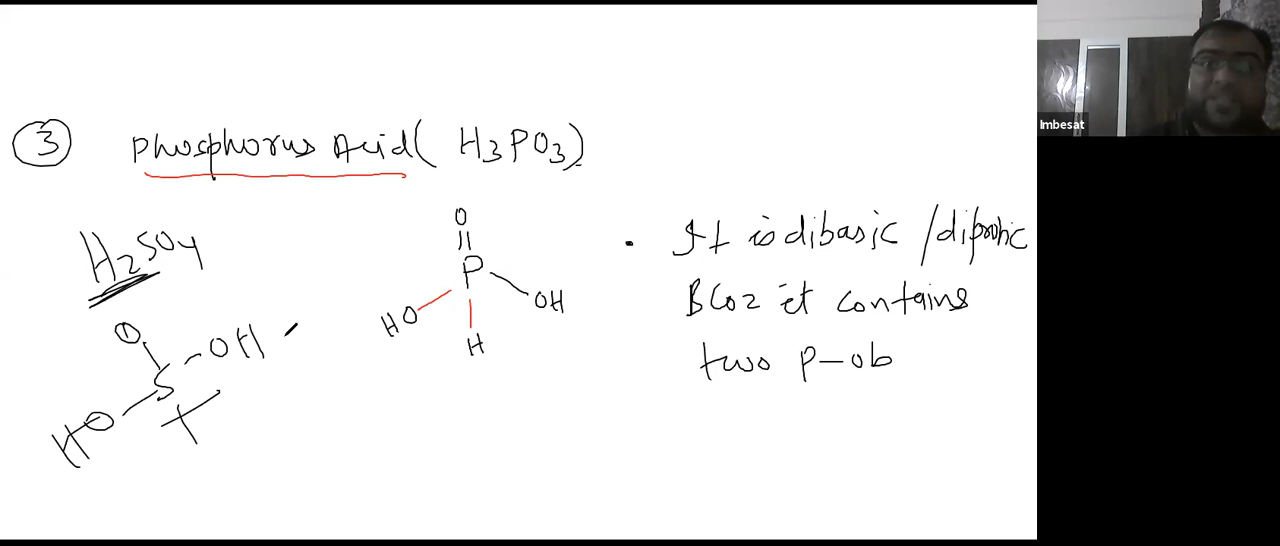 3 Phosphorus Acid (H3PO3)
H2SO4
O
S-OH
HO
O
P
HO OH
H
. It is dibasic /diprotic
BCoz it contains
two P-OH
Imbesat